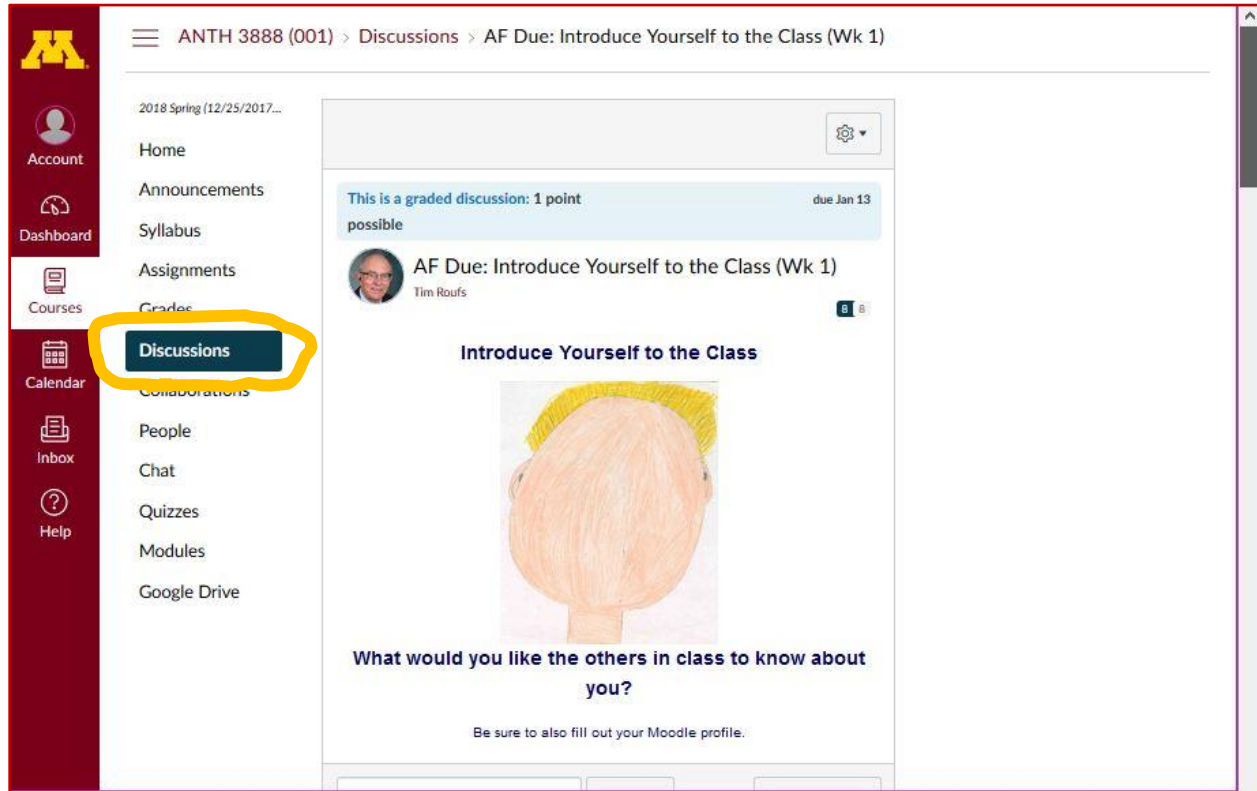 ANTH 3888 (001) > Discussions > AF Due: Introduce Yourself to the Class (Wk 1)
Account
Dashboard
Courses
Calendar
Inbox
Help
2018 Spring (12/25/2017...
Home
Announcements
Syllabus
Assignments
Grades
Discussions
Collaborations
People
Chat
Quizzes
Modules
Google Drive
This is a graded discussion: 1 point
possible
due Jan 13
AF Due: Introduce Yourself to the Class (Wk 1)
Tim Roufs
8 8
Introduce Yourself to the Class
What would you like the others in class to know about
you?
Be sure to also fill out your Moodle profile.